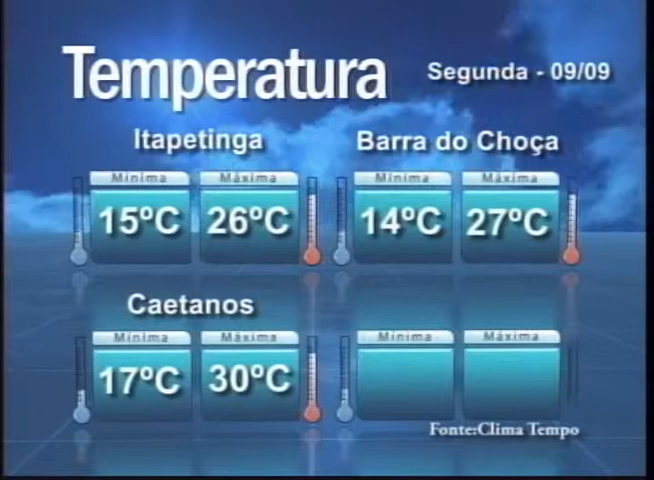 Temperatura
Segunda - 09/09
Itapetinga
Barra do Choça
Mínima Máxima Mínima Máxima
15ºC 26ºC 14ºC 27ºC
Caetanos
Mínima Máxima Mínima Máxima
17ºC 30ºC
Fonte:Clima Tempo